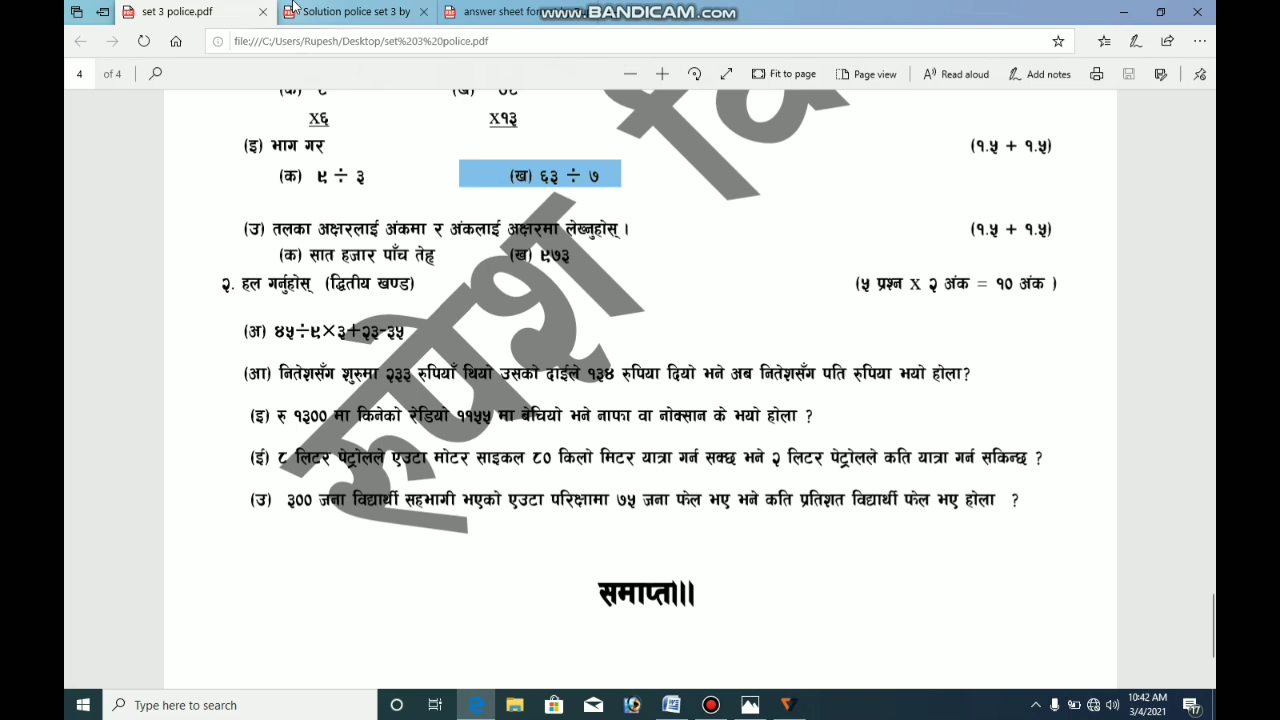 set 3 police.pdf
Solution police set 3 by
answer sheet for
www.BANDICAM.com
file:///C:/Users/Rupesh/Desktop/set%203%20police.pdf
4 of 4
Fit to page Page view Read aloud Add notes
X६ X१३
(इ) भाग गर (१.५ + १.५)
(क) ९ ÷ ३ (ख) ६३ ÷ ७
(उ) तलका अक्षरलाई अंकमा र अंकलाई अक्षरमा लेख्नुहोस् । (१.५ + १.५)
(क) सात हजार पाँच तेह्र (ख) ९७३
२. हल गर्नुहोस् (द्धितीय खण्ड) (५ प्रश्न X २ अंक = १० अंक )
(अ) ४५÷९×३+२३-३५
(आ) नितेशसँग शुरुमा २३३ रुपियाँ थियो उसको दाईले १३४ रुपिया दियो भने अब नितेशसँग पति रुपिया भयो होला?
(इ) रु १३०० मा किनेको रेडियो ११५५ मा बेचियो भने नाफा वा नोक्सान के भयो होला ?
(ई) ८ लिटर पेट्रोलले एउटा मोटर साइकल ८० किलो मिटर यात्रा गर्न सक्छ भने २ लिटर पेट्रोलले कति यात्रा गर्न सकिन्छ ?
(उ) ३०० जना विद्यार्थी सहभागी भएको एउटा परिक्षामा ७५ जना फेल भए भने कति प्रतिशत विद्यार्थी फेल भए होला ?
रूपेश
समाप्त।।।
Type here to search
10:42 AM
3/4/2021
17